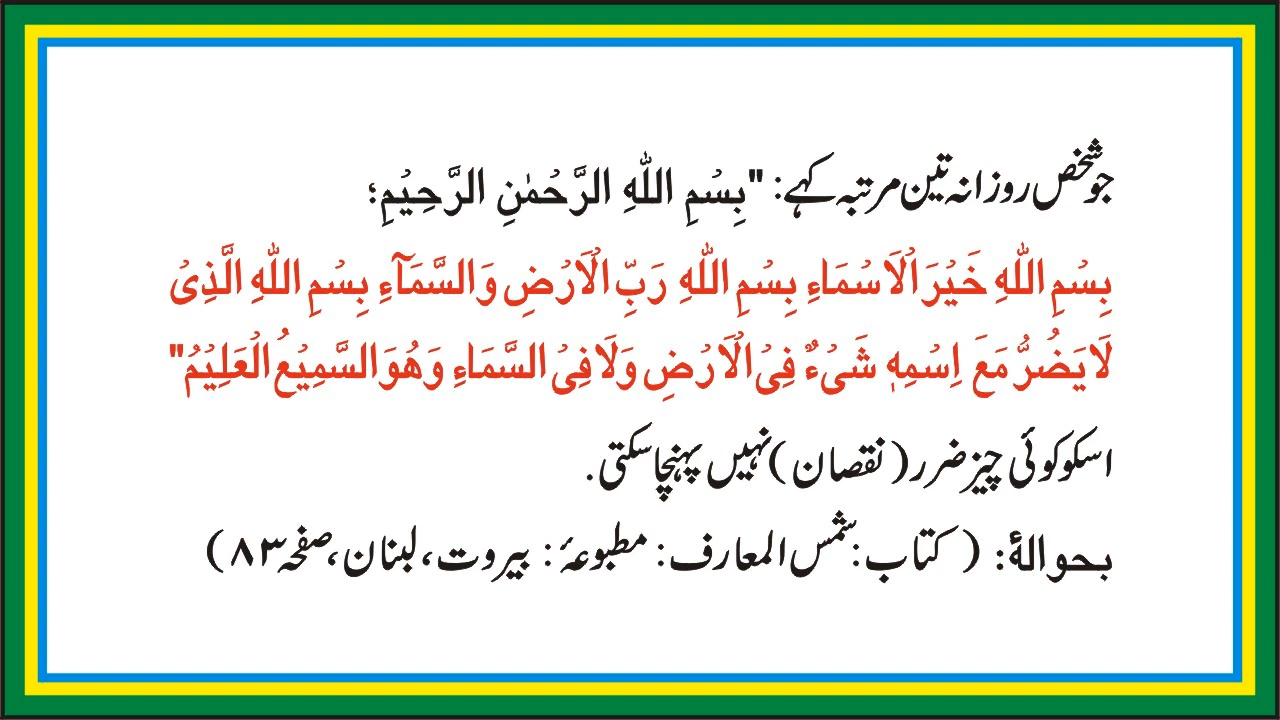 جو شخص روزانہ تین مرتبہ کہے: "بِسْمِ اللّٰهِ الرَّحْمٰنِ الرَّحِيْمِ؛
بِسْمِ اللّٰهِ خَيْرَ الْاَسْمَاءِ بِسْمِ اللّٰهِ رَبِّ الْاَرْضِ وَالسَّمَآءِ بِسْمِ اللّٰهِ الَّذِىْ
لَا يَضُرُّ مَعَ اِسْمِهٖ شَىْءٌ فِى الْاَرْضِ وَلَا فِى السَّمَاءِ وَهُوَ السَّمِيْعُ الْعَلِيْمُ"
اسکو کوئی چیز ضرر (نقصان) نہیں پہنچا سکتی.
بحوالۂ: (کتاب: شمس المعارف: مطبوعۂ: بیروت، لبنان، صفحہ ۸۳)